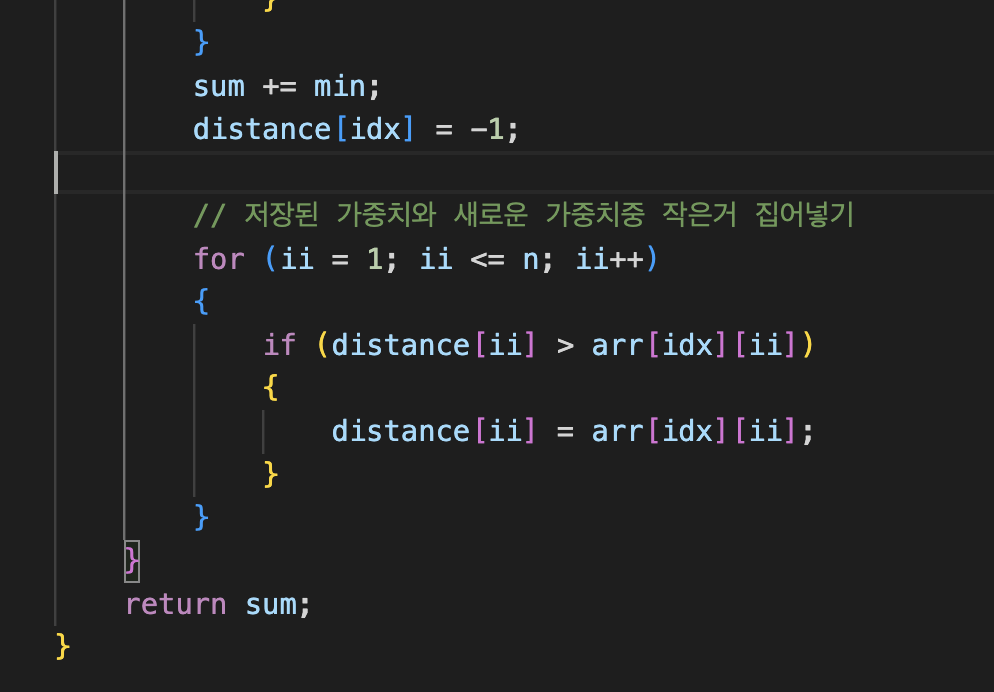 }
}
sum += min;
distance[idx] = -1;
// 저장된 가중치와 새로운 가중치중 작은거 집어넣기
for (ii = 1; ii <= n; ii++)
{
if (distance[ii] > arr[idx][ii])
{
distance[ii] = arr[idx][ii];
}
}
}
return sum;
}